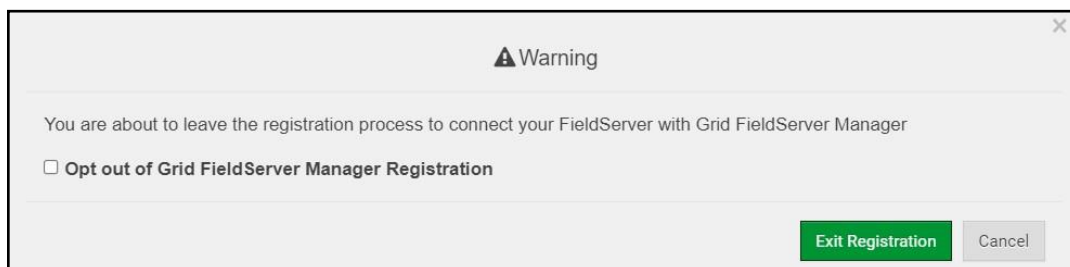 Warning
You are about to leave the registration process to connect your FieldServer with Grid FieldServer Manager
Opt out of Grid FieldServer Manager Registration
Exit Registration Cancel